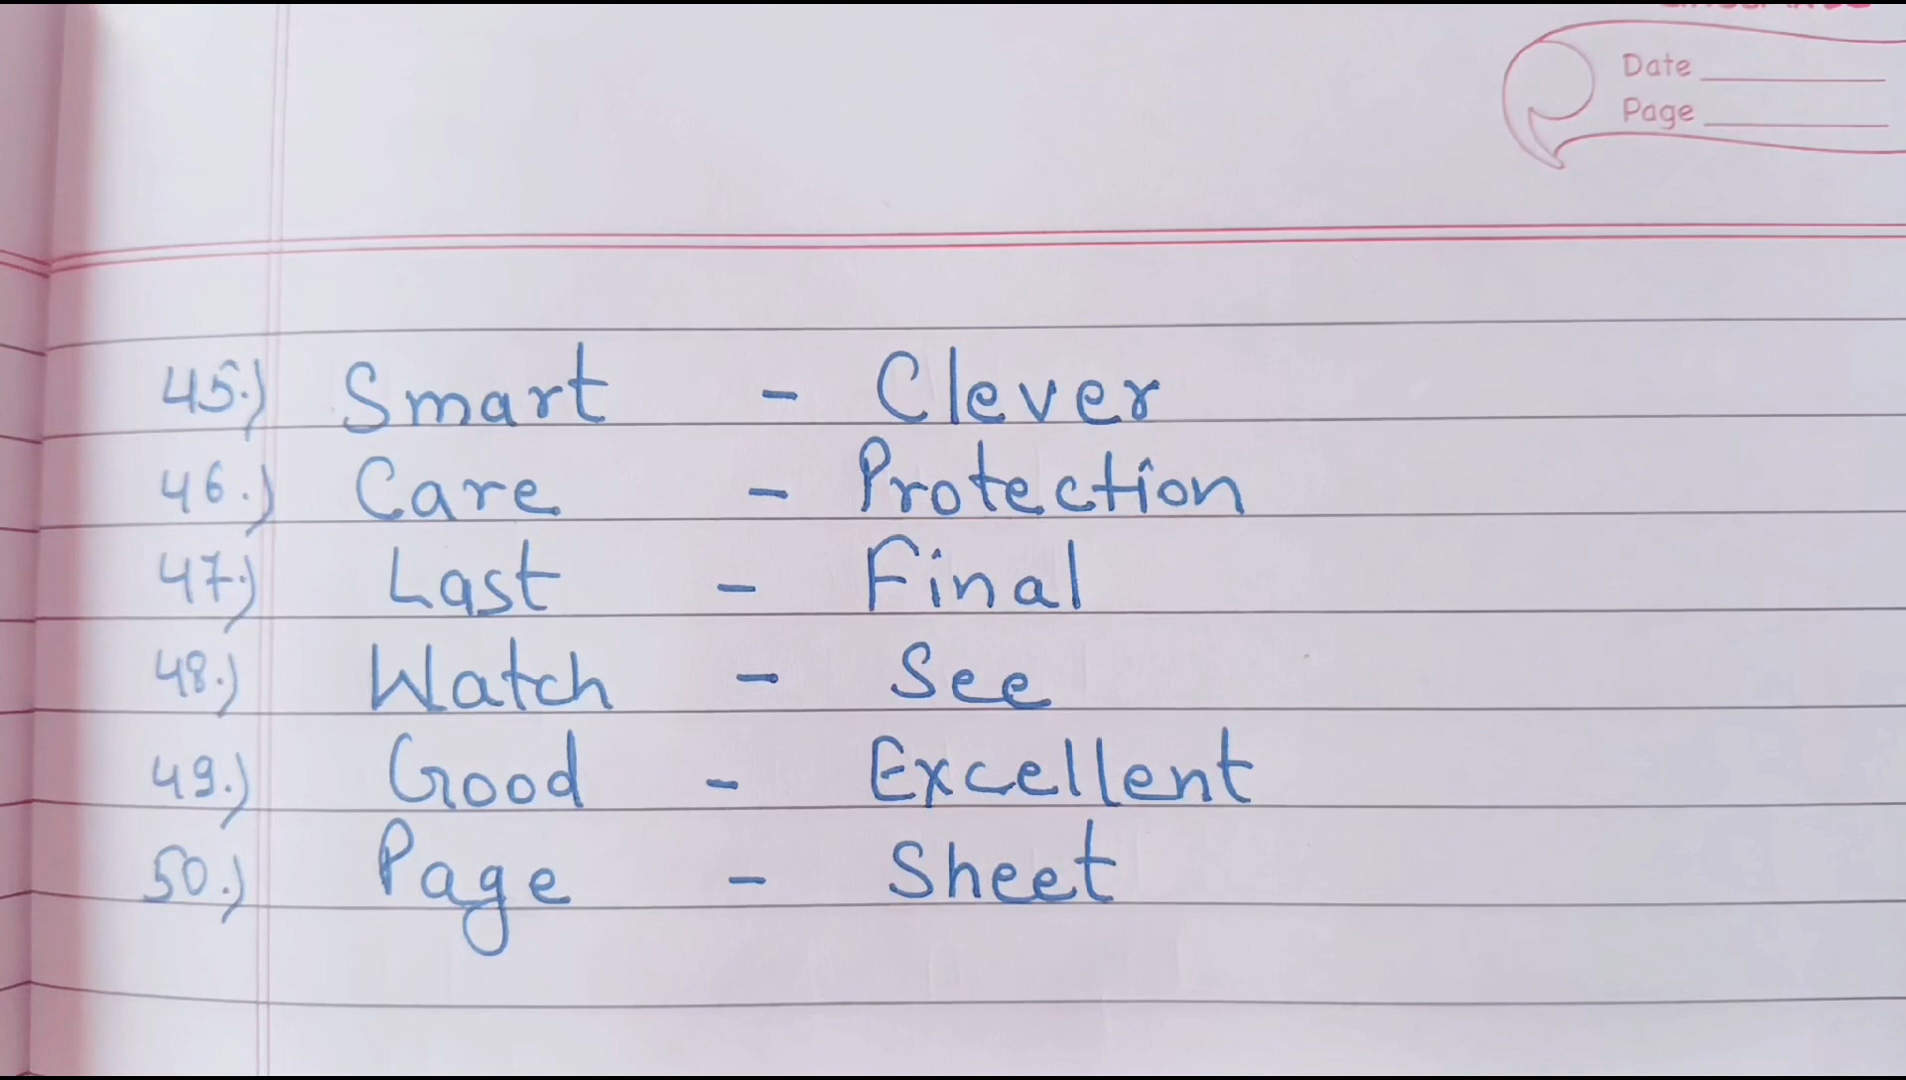 Date
Page
45.) Smart - Clever
46.) Care - Protection
47.) Last - Final
48.) Watch - See
49.) Good - Excellent
50.) Page - Sheet